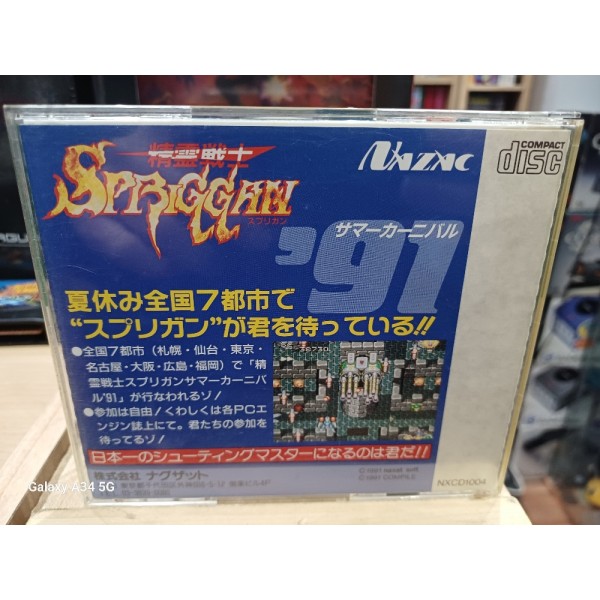 精霊戦士
SPRIGGAN
スプリガン
NAZAC
COMPACT
disc
サマーカーニバル
'91
夏休み全国7都市で
“スプリガン”が君を待っている!!
●全国7都市（札幌・仙台・東京・
名古屋・大阪・広島・福岡）で「精
霊戦士スプリガンサマーカーニバ
ル'91」が行なわれるゾ！
●参加は自由！くわしくは各PCエ
ンジン誌上にて。君たちの参加を
待ってるゾ！
日本一のシューティングマスターになるのは君だ!!
株式会社 ナグザット
©1991 COMPILE
NXCD1004
Galaxy A34 5G